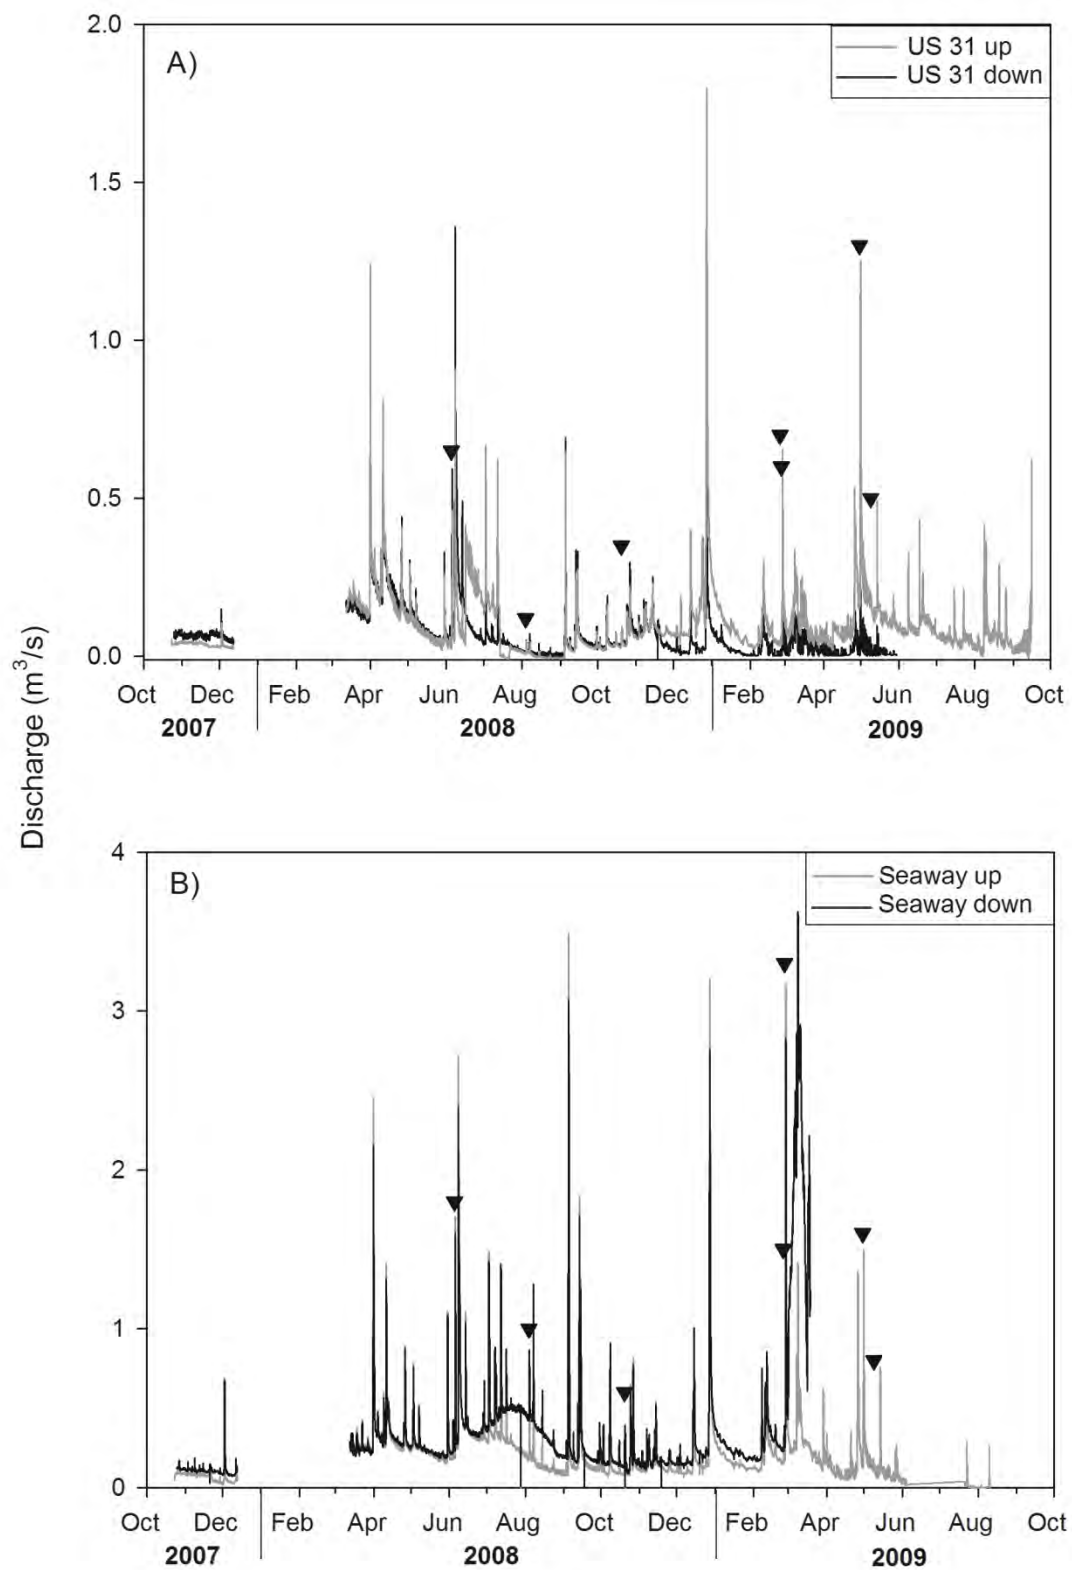 2.0
A)
US 31 up
US 31 down
1.5
1.0
0.5
0.0
Oct Dec Feb Apr Jun Aug Oct Dec Feb Apr Jun Aug Oct
2007 2008 2009
Discharge (m³/s)
4
B)
Seaway up
Seaway down
3
2
1
0
Oct Dec Feb Apr Jun Aug Oct Dec Feb Apr Jun Aug Oct
2007 2008 2009